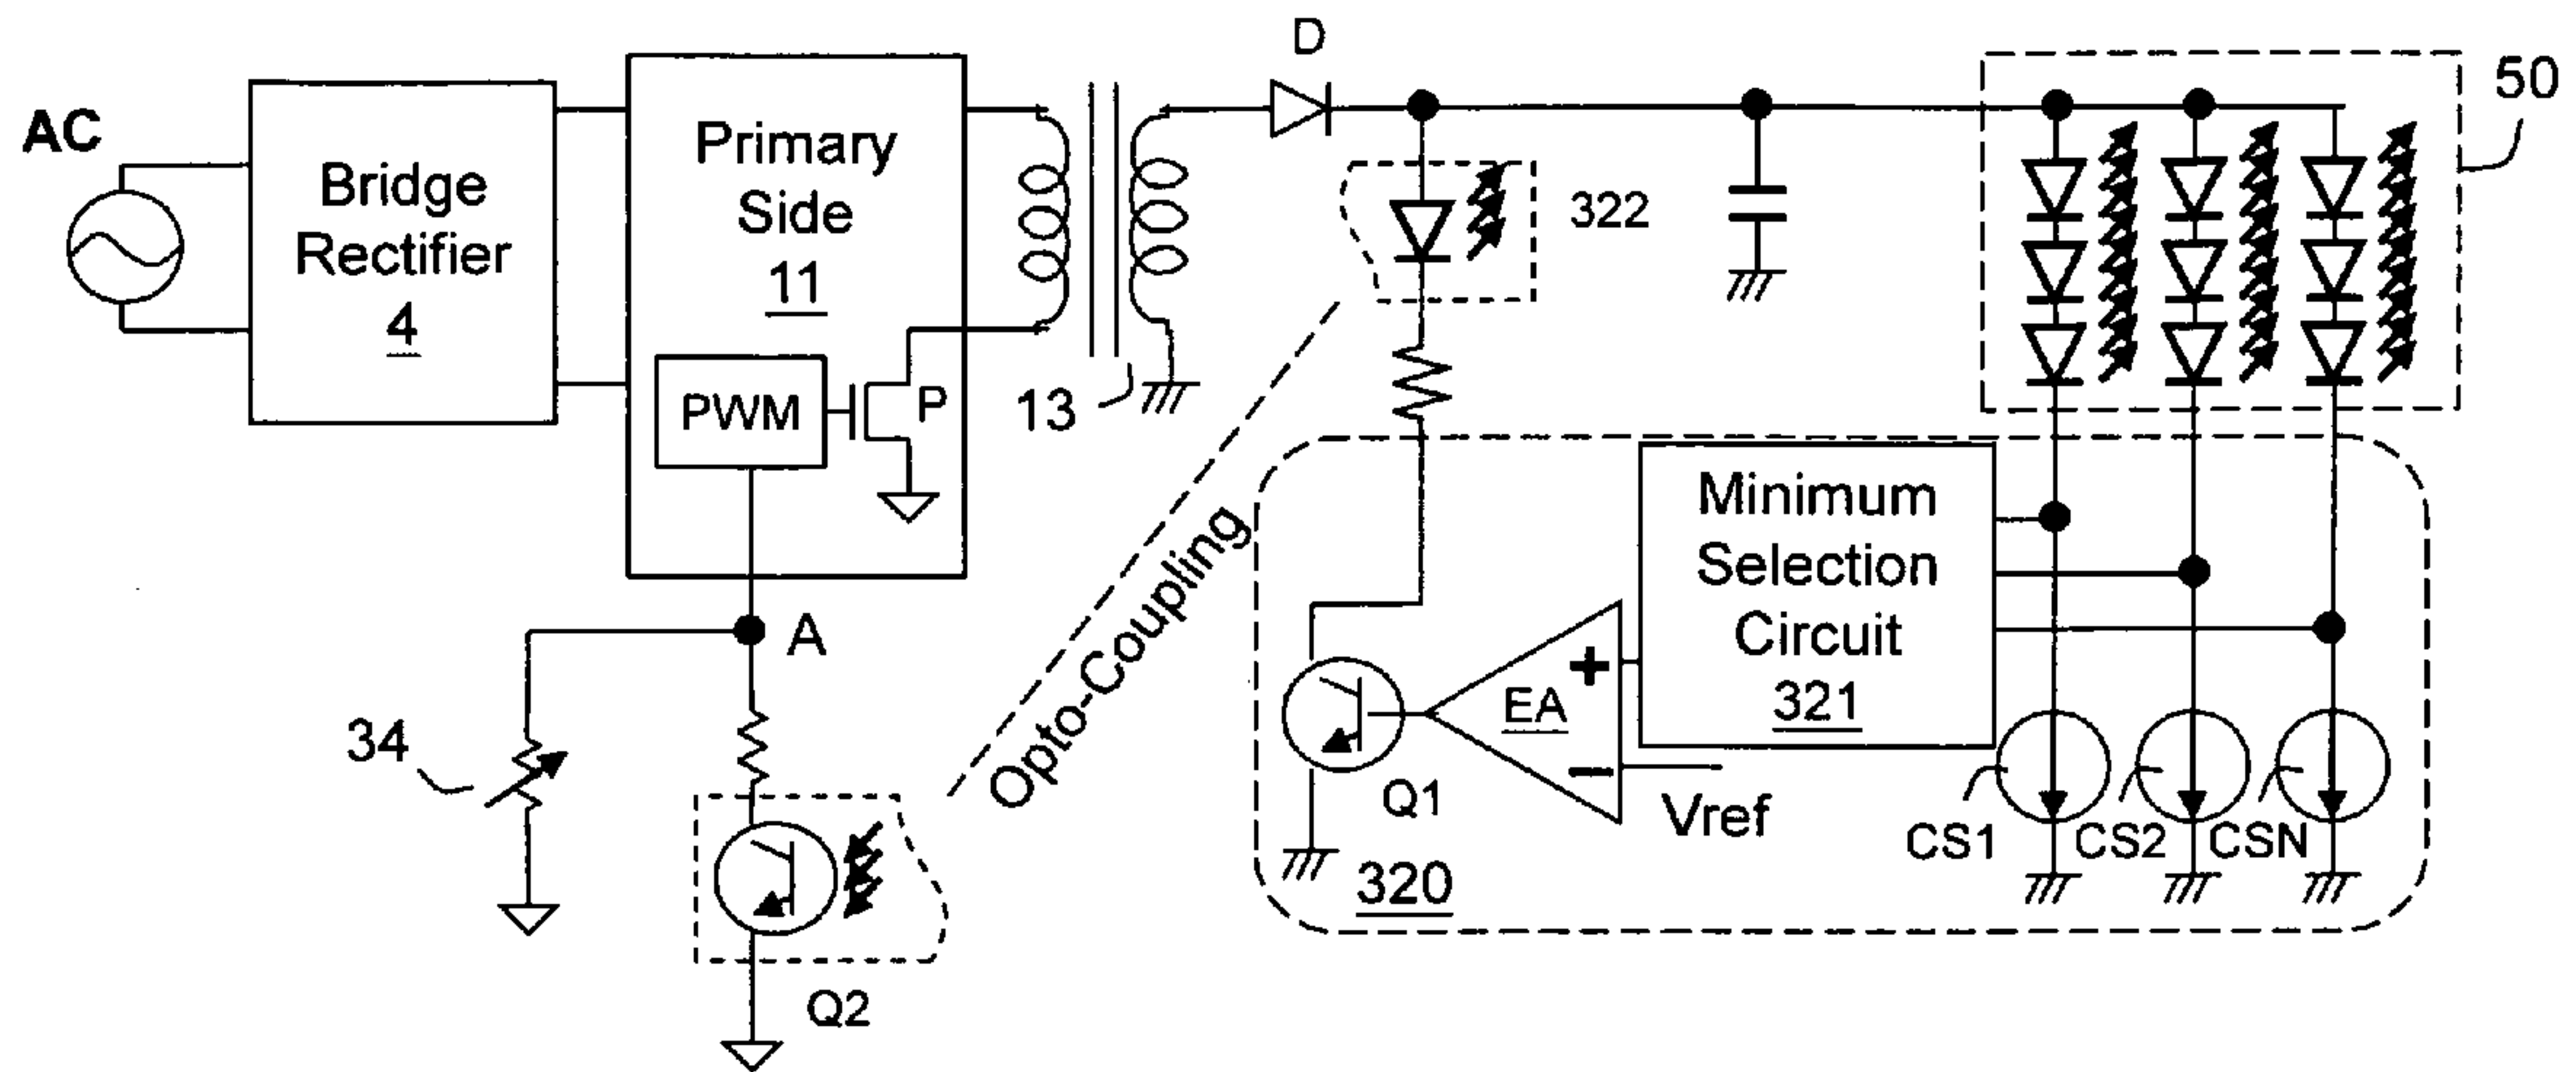 D
50
AC
Bridge
Rectifier
4
Primary
Side
11
PWM
P
13
322
A
34
Opto-Coupling
Q2
Minimum
Selection
Circuit
321
+
EA
−
Q1
Vref
CS1
CS2
CSN
320